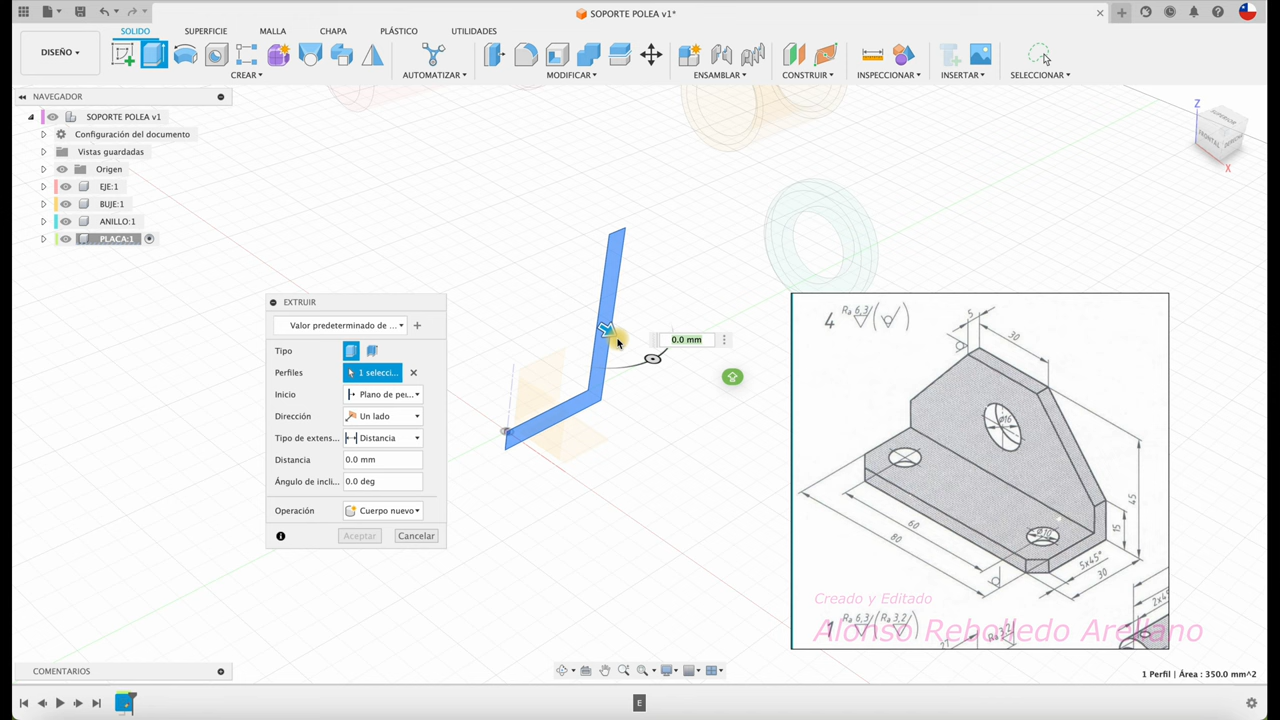 SOPORTE POLEA v1*
DISEÑO
SOLIDO
SUPERFICIE
MALLA
CHAPA
PLÁSTICO
UTILIDADES
CREAR
AUTOMATIZAR
MODIFICAR
ENSAMBLAR
CONSTRUIR
INSPECCIONAR
INSERTAR
SELECCIONAR
NAVEGADOR
SOPORTE POLEA v1
Configuración del documento
Vistas guardadas
Origen
EJE:1
BUJE:1
ANILLO:1
PLACA:1
Z
SUPERIOR
FRONTAL
X
EXTRUIR
Valor predeterminado de ...
Tipo
Perfiles 1 selecci...
Inicio Plano de pe...
Dirección Un lado
Tipo de extens... Distancia
Distancia 0.0 mm
Ángulo de incli... 0.0 deg
Operación Cuerpo nuevo
Aceptar Cancelar
0.0 mm
4 Ra 6,3
5
30
Ø16
45
15
Ø10
60
80
5x45°
30
Creado y Editado
1 Ra 6,3 Ra 3,2
Alonso Rebolledo Arellano
COMENTARIOS
1 Perfil | Área : 350.0 mm^2
E